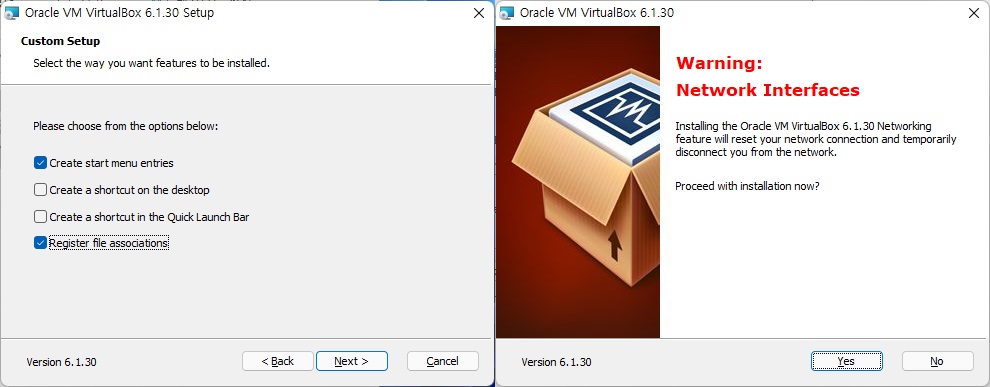 Oracle VM VirtualBox 6.1.30 Setup
Custom Setup
Select the way you want features to be installed.
Please choose from the options below:
Create start menu entries
Create a shortcut on the desktop
Create a shortcut in the Quick Launch Bar
Register file associations
Version 6.1.30
< Back
Next >
Cancel
Oracle VM VirtualBox 6.1.30
Warning:
Network Interfaces
Installing the Oracle VM VirtualBox 6.1.30 Networking
feature will reset your network connection and temporarily
disconnect you from the network.
Proceed with installation now?
Version 6.1.30
Yes
No